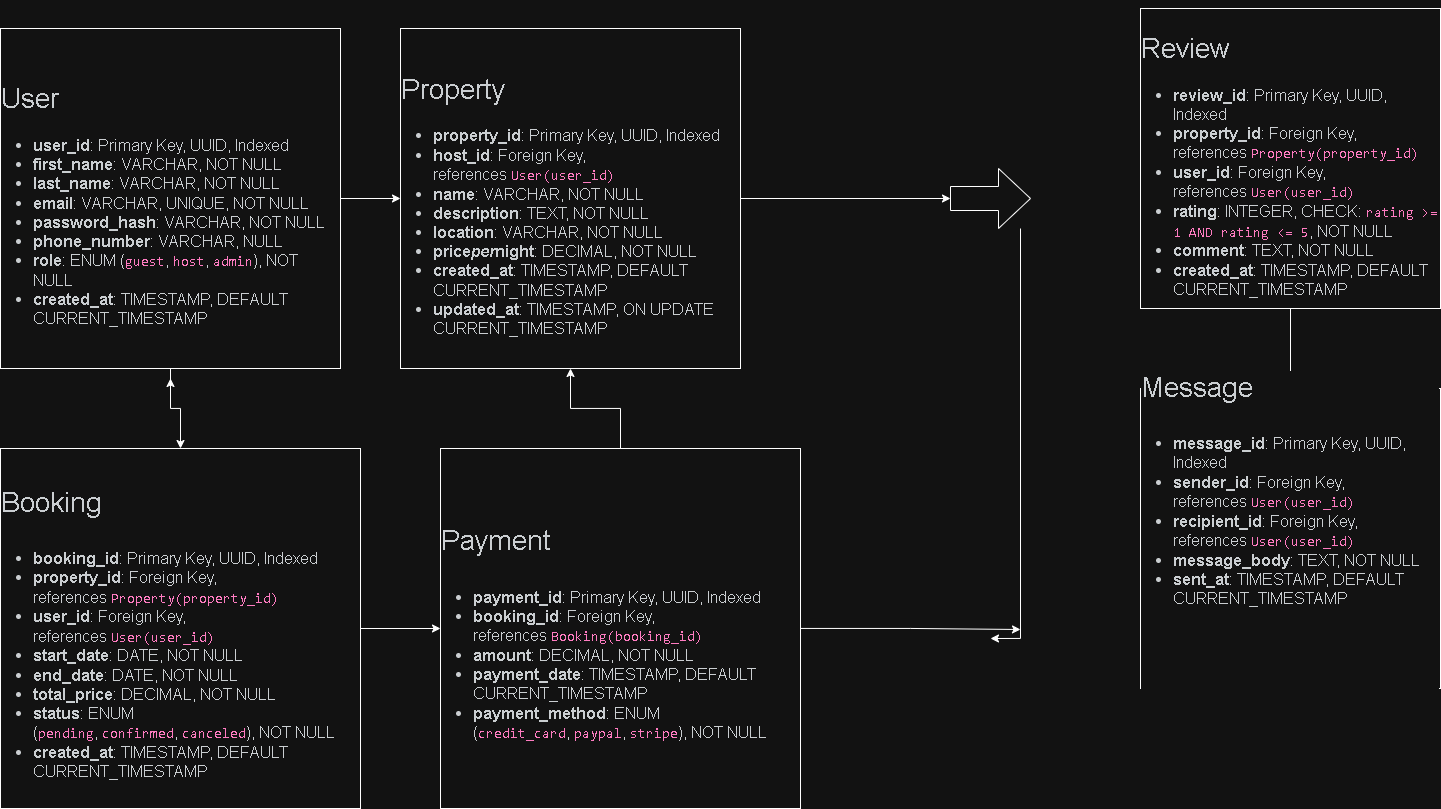 User
user_id: Primary Key, UUID, Indexed
first_name: VARCHAR, NOT NULL
last_name: VARCHAR, NOT NULL
email: VARCHAR, UNIQUE, NOT NULL
password_hash: VARCHAR, NOT NULL
phone_number: VARCHAR, NULL
role: ENUM (guest, host, admin), NOT
NULL
created_at: TIMESTAMP, DEFAULT
CURRENT_TIMESTAMP
Property
property_id: Primary Key, UUID, Indexed
host_id: Foreign Key,
references User(user_id)
name: VARCHAR, NOT NULL
description: TEXT, NOT NULL
location: VARCHAR, NOT NULL
pricepernight: DECIMAL, NOT NULL
created_at: TIMESTAMP, DEFAULT
CURRENT_TIMESTAMP
updated_at: TIMESTAMP, ON UPDATE
CURRENT_TIMESTAMP
Review
review_id: Primary Key, UUID,
Indexed
property_id: Foreign Key,
references Property(property_id)
user_id: Foreign Key,
references User(user_id)
rating: INTEGER, CHECK: rating >=
1 AND rating <= 5, NOT NULL
comment: TEXT, NOT NULL
created_at: TIMESTAMP, DEFAULT
CURRENT_TIMESTAMP
Booking
booking_id: Primary Key, UUID, Indexed
property_id: Foreign Key,
references Property(property_id)
user_id: Foreign Key,
references User(user_id)
start_date: DATE, NOT NULL
end_date: DATE, NOT NULL
total_price: DECIMAL, NOT NULL
status: ENUM
(pending, confirmed, canceled), NOT NULL
created_at: TIMESTAMP, DEFAULT
CURRENT_TIMESTAMP
Payment
payment_id: Primary Key, UUID, Indexed
booking_id: Foreign Key,
references Booking(booking_id)
amount: DECIMAL, NOT NULL
payment_date: TIMESTAMP, DEFAULT
CURRENT_TIMESTAMP
payment_method: ENUM
(credit_card, paypal, stripe), NOT NULL
Message
message_id: Primary Key, UUID,
Indexed
sender_id: Foreign Key,
references User(user_id)
recipient_id: Foreign Key,
references User(user_id)
message_body: TEXT, NOT NULL
sent_at: TIMESTAMP, DEFAULT
CURRENT_TIMESTAMP